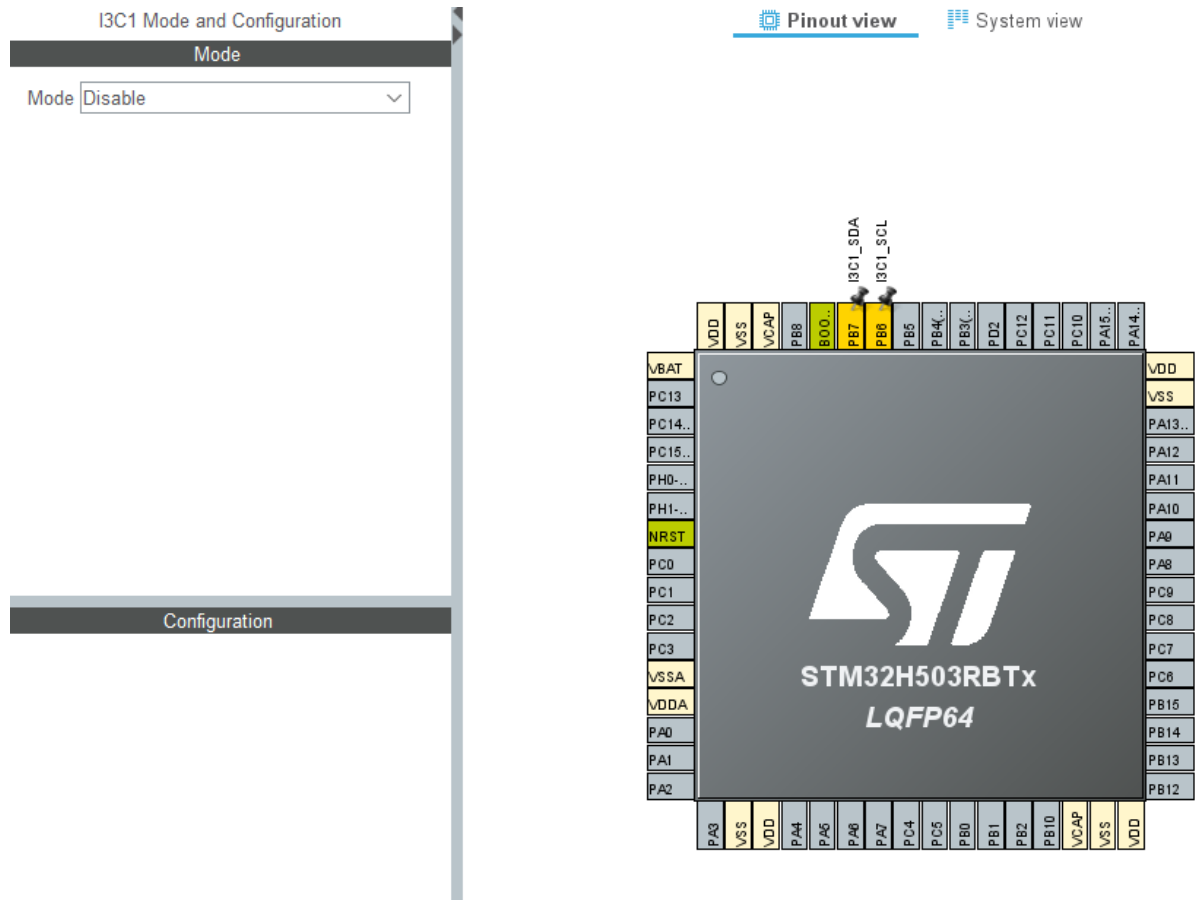 I3C1 Mode and Configuration
Mode
Mode Disable
Configuration
Pinout view
System view
I3C1_SDA
I3C1_SCL
VDD
VSS
VCAP
PB8
BOO..
PB7
PB6
PB5
PB4(..
PB3(..
PD2
PC12
PC11
PC10
PA15..
PA14..
VBAT
PC13
PC14..
PC15..
PH0-..
PH1-..
NRST
PC0
PC1
PC2
PC3
VSSA
VDDA
PA0
PA1
PA2
VDD
VSS
PA13..
PA12
PA11
PA10
PA9
PA8
PC9
PC8
PC7
PC6
PB15
PB14
PB13
PB12
ST
STM32H503RBTx
LQFP64
PA3
VSS
VDD
PA4
PA5
PA6
PA7
PC4
PC5
PB0
PB1
PB2
PB10
VCAP
VSS
VDD